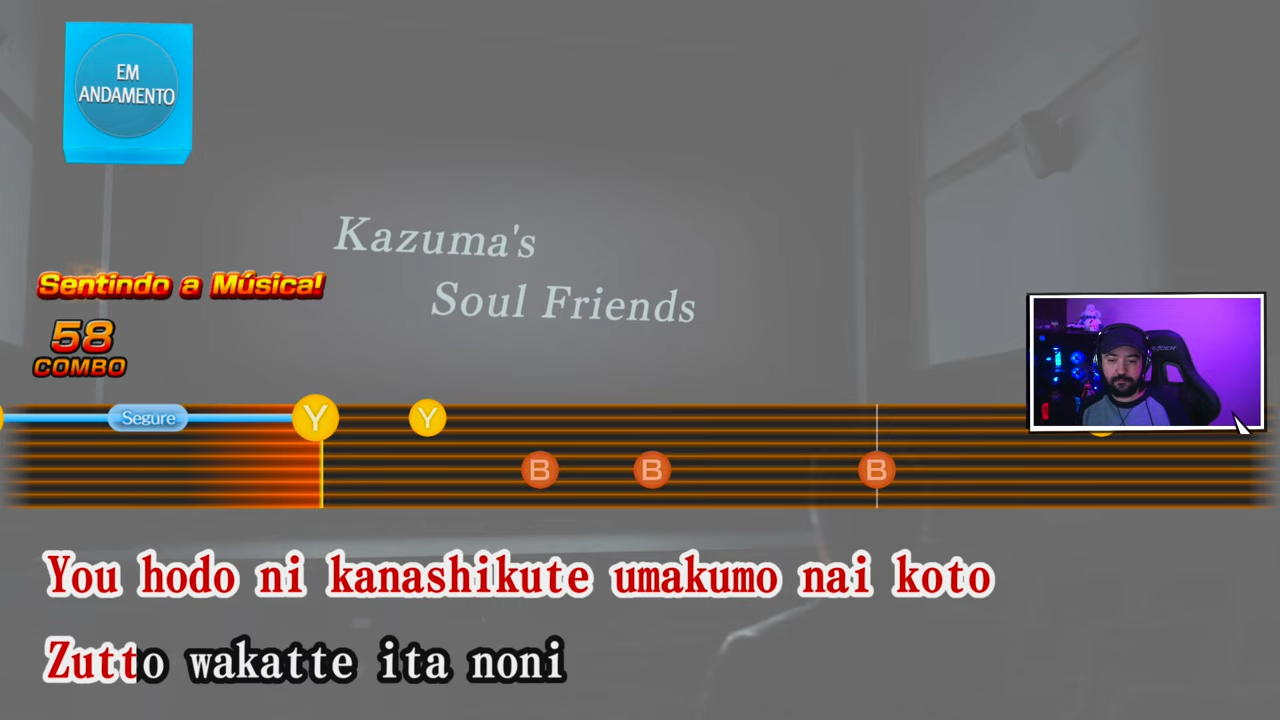 EM
ANDAMENTO
Kazuma's
Soul Friends
Sentindo a Música!
58
COMBO
Segure
Y
Y
B
B
B
You hodo ni kanashikute umakumo nai koto
Zutto wakatte ita noni